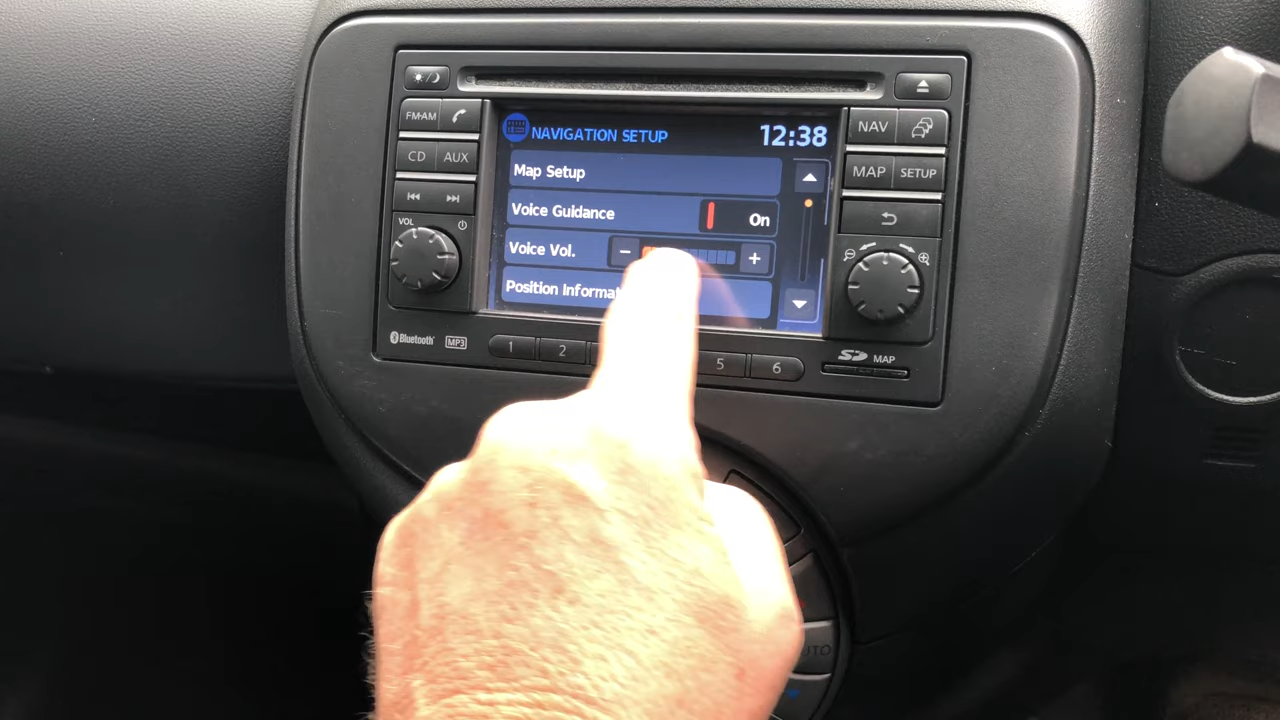 FM·AM
CD AUX
VOL
NAVIGATION SETUP 12:38
Map Setup
Voice Guidance On
Voice Vol. − +
Position
NAV
MAP SETUP
Bluetooth MP3
1 2 5 6
SD MAP